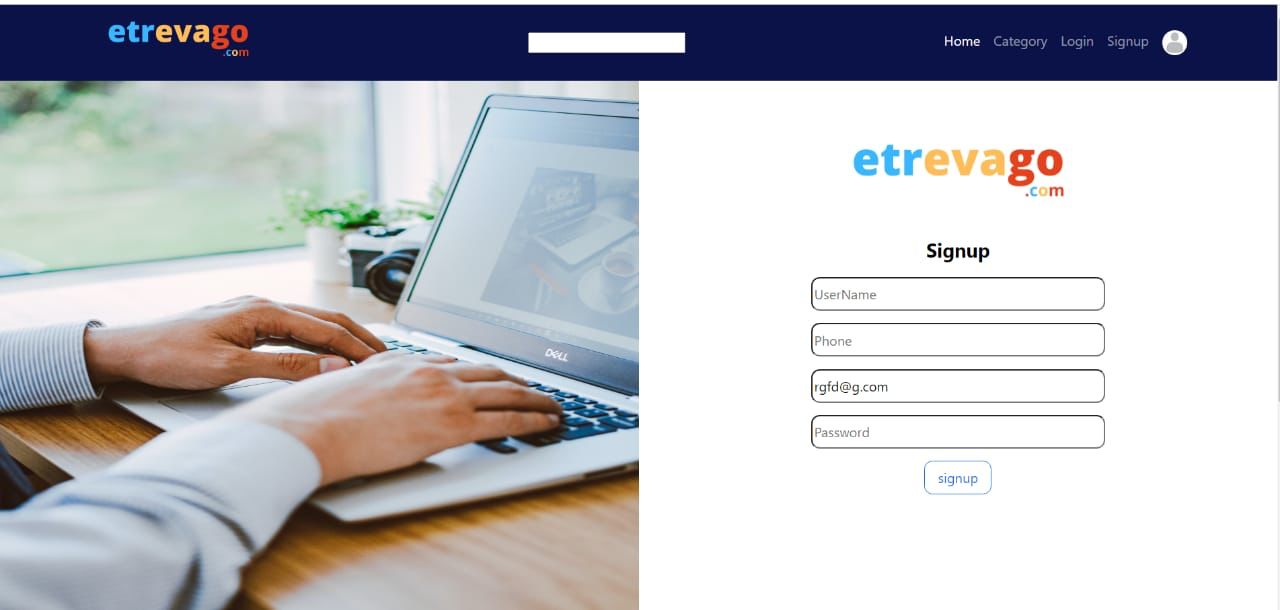 etrevago
.com
Home Category Login Signup
etrevago
.com
Signup
UserName
Phone
rgfd@g.com
Password
signup
DELL